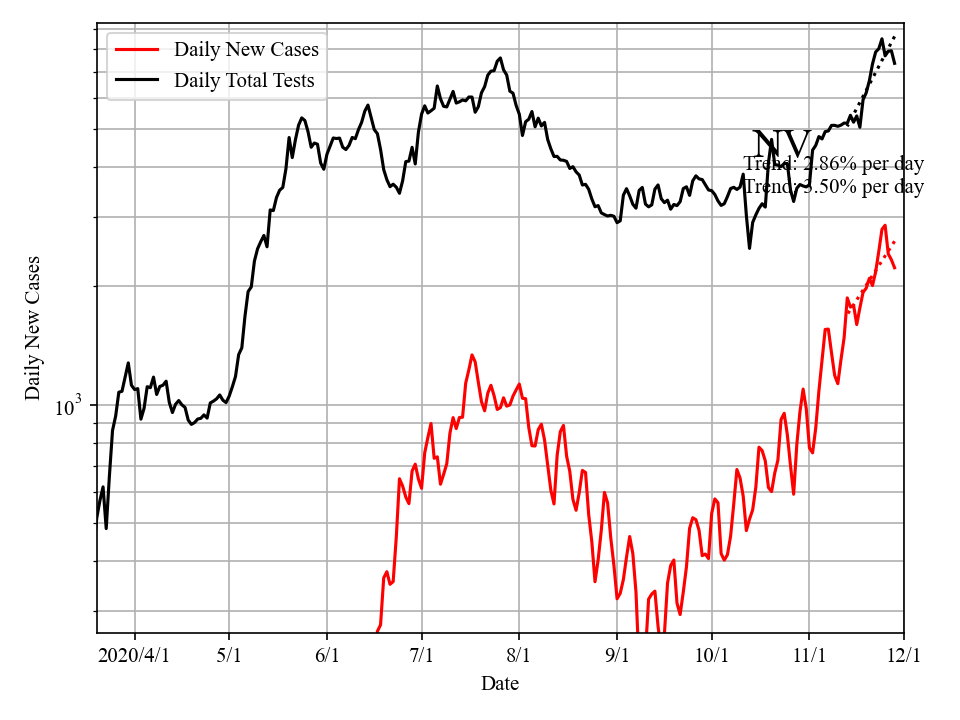 Daily New Cases
Daily Total Tests
NV
Trend: 2.86% per day
Trend: 3.50% per day
Daily New Cases
10³
2020/4/1 5/1 6/1 7/1 8/1 9/1 10/1 11/1 12/1
Date